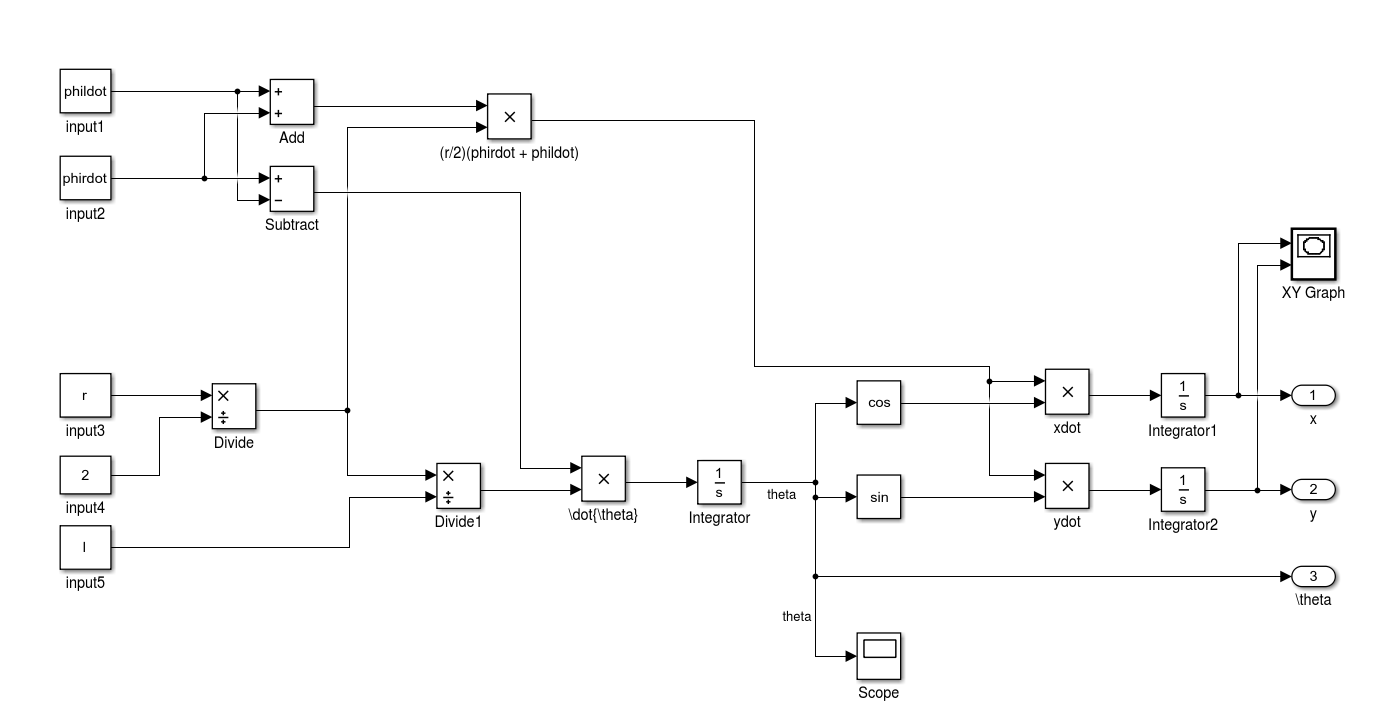 phildot
input1
+
+
Add
×
(r/2)(phirdot + phildot)
phirdot
input2
+
−
Subtract
XY Graph
r
input3
×
÷
Divide
2
input4
l
input5
×
÷
Divide1
×
\dot{\theta}
1
s
Integrator
theta
cos
sin
×
xdot
×
ydot
1
s
Integrator1
1
s
Integrator2
1
x
2
y
3
\theta
theta
Scope